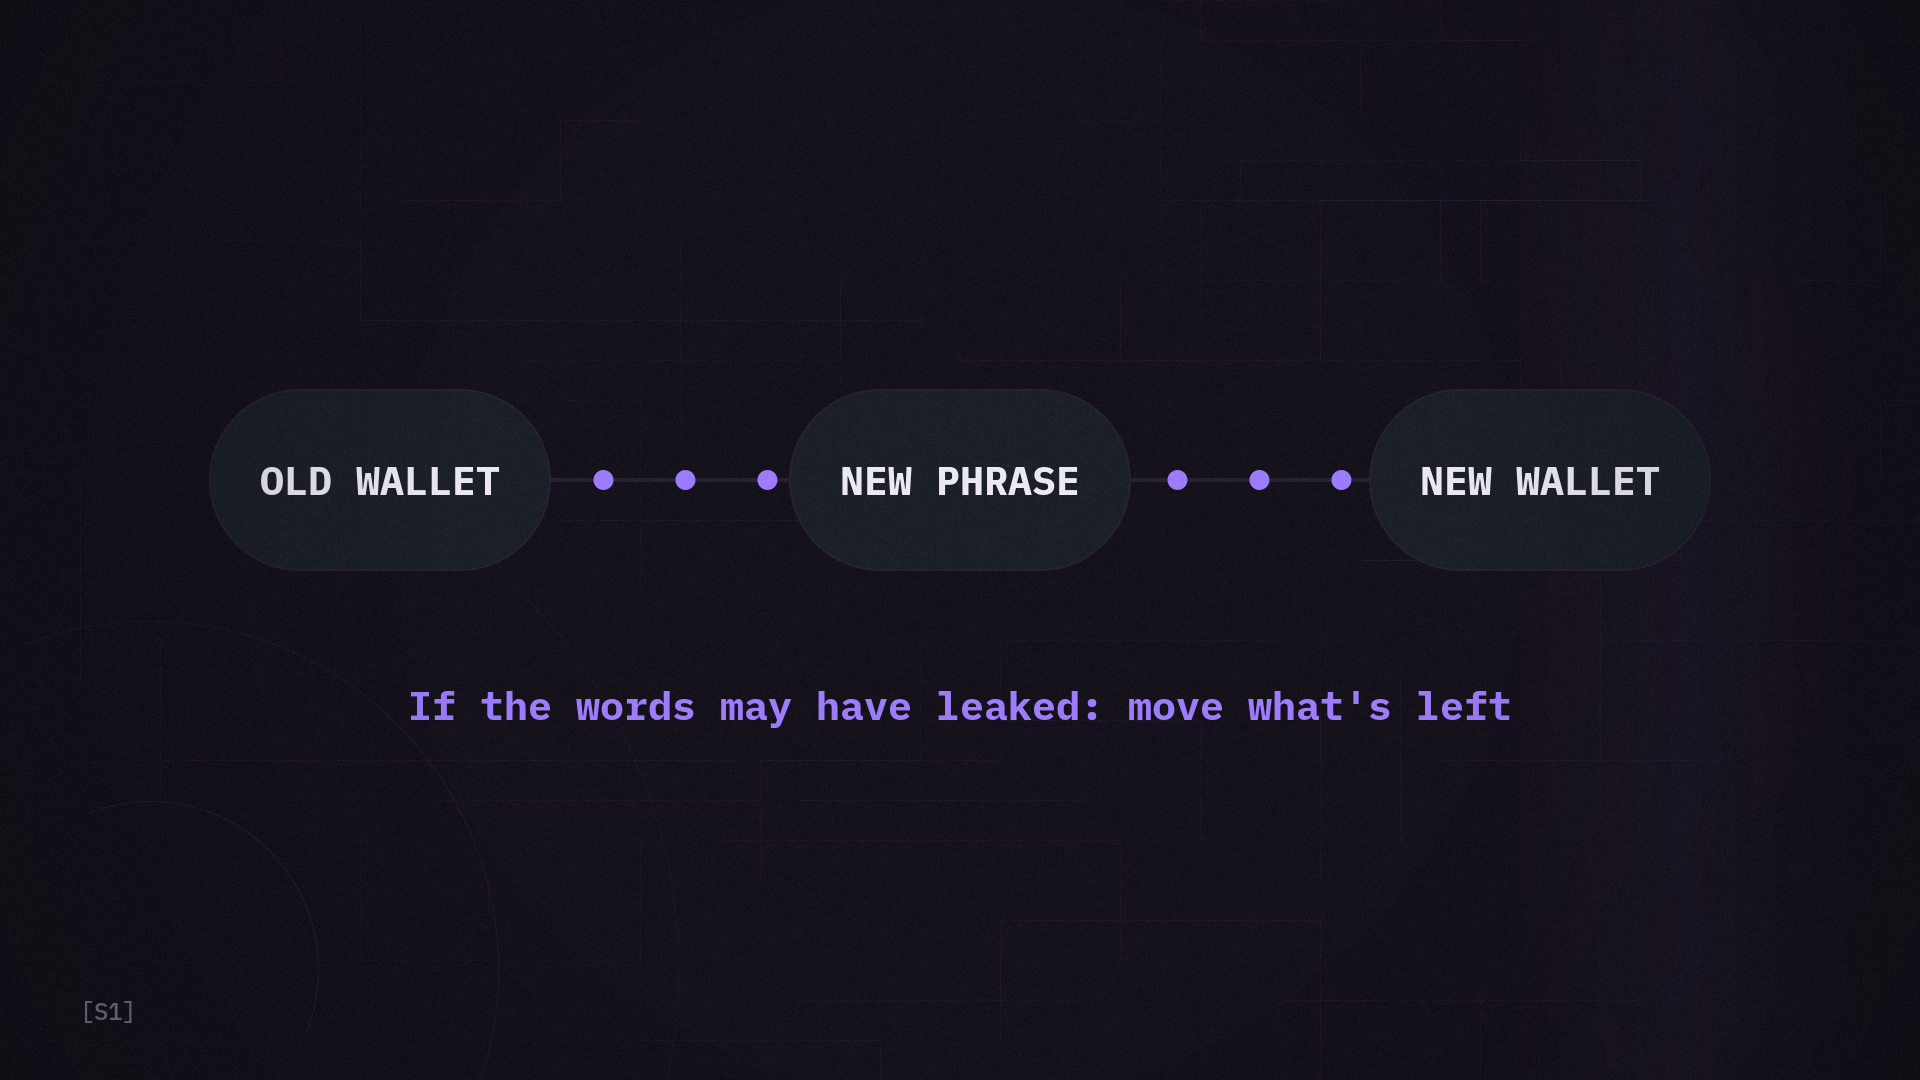 OLD WALLET
NEW PHRASE
NEW WALLET
If the words may have leaked: move what's left
[S1]